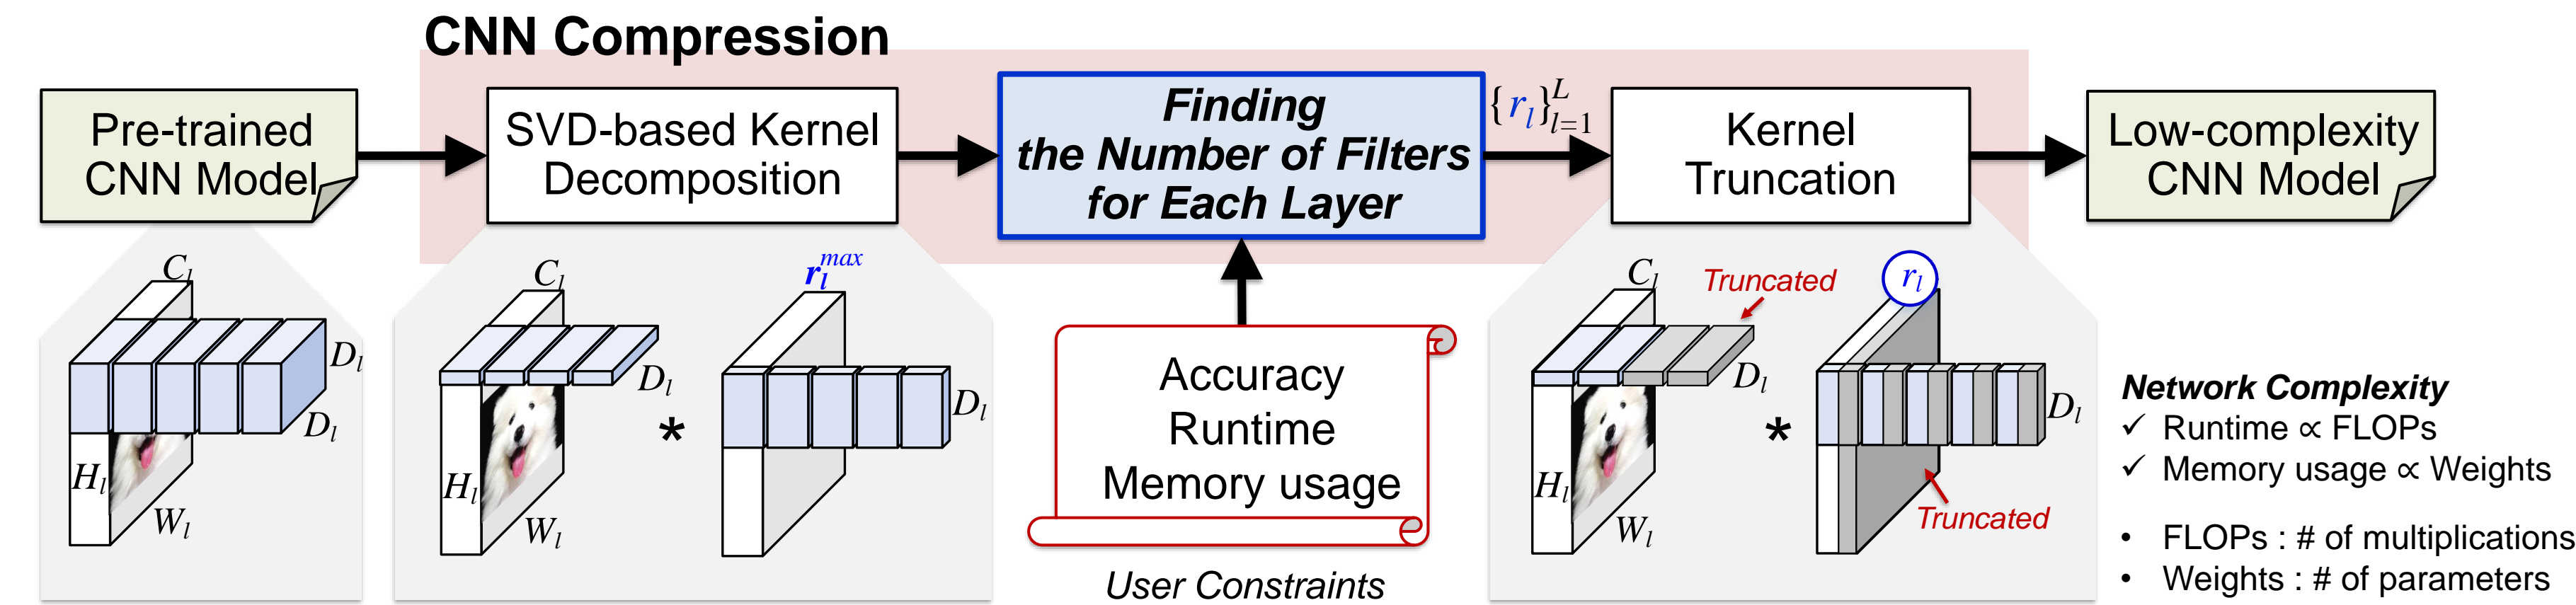 CNN Compression
Pre-trained
CNN Model
SVD-based Kernel
Decomposition
Finding
the Number of Filters
for Each Layer
{r_l}_{l=1}^{L}
Kernel
Truncation
Low-complexity
CNN Model
C_l
D_l
D_l
H_l
W_l
C_l
D_l
H_l
W_l
*
r_l^{max}
D_l
Accuracy
Runtime
Memory usage
User Constraints
C_l
Truncated
D_l
H_l
W_l
*
r_l
D_l
Truncated
Network Complexity
✓ Runtime ∝ FLOPs
✓ Memory usage ∝ Weights
• FLOPs : # of multiplications
• Weights : # of parameters